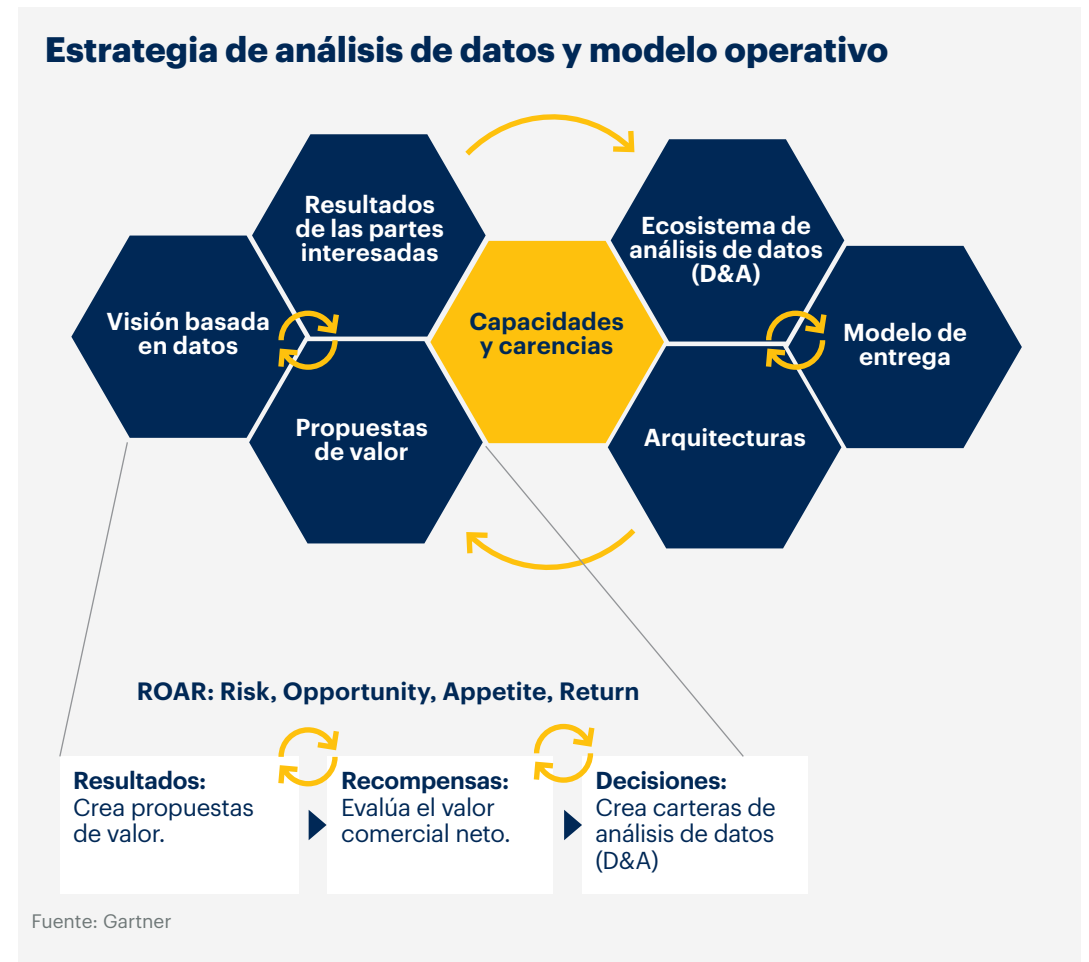 Estrategia de análisis de datos y modelo operativo
Resultados
de las partes
interesadas
Ecosistema de
análisis de datos
(D&A)
Visión basada
en datos
Capacidades
y carencias
Modelo de
entrega
Propuestas
de valor
Arquitecturas
ROAR: Risk, Opportunity, Appetite, Return
Resultados:
Crea propuestas
de valor.
Recompensas:
Evalúa el valor
comercial neto.
Decisiones:
Crea carteras de
análisis de datos
(D&A)
Fuente: Gartner